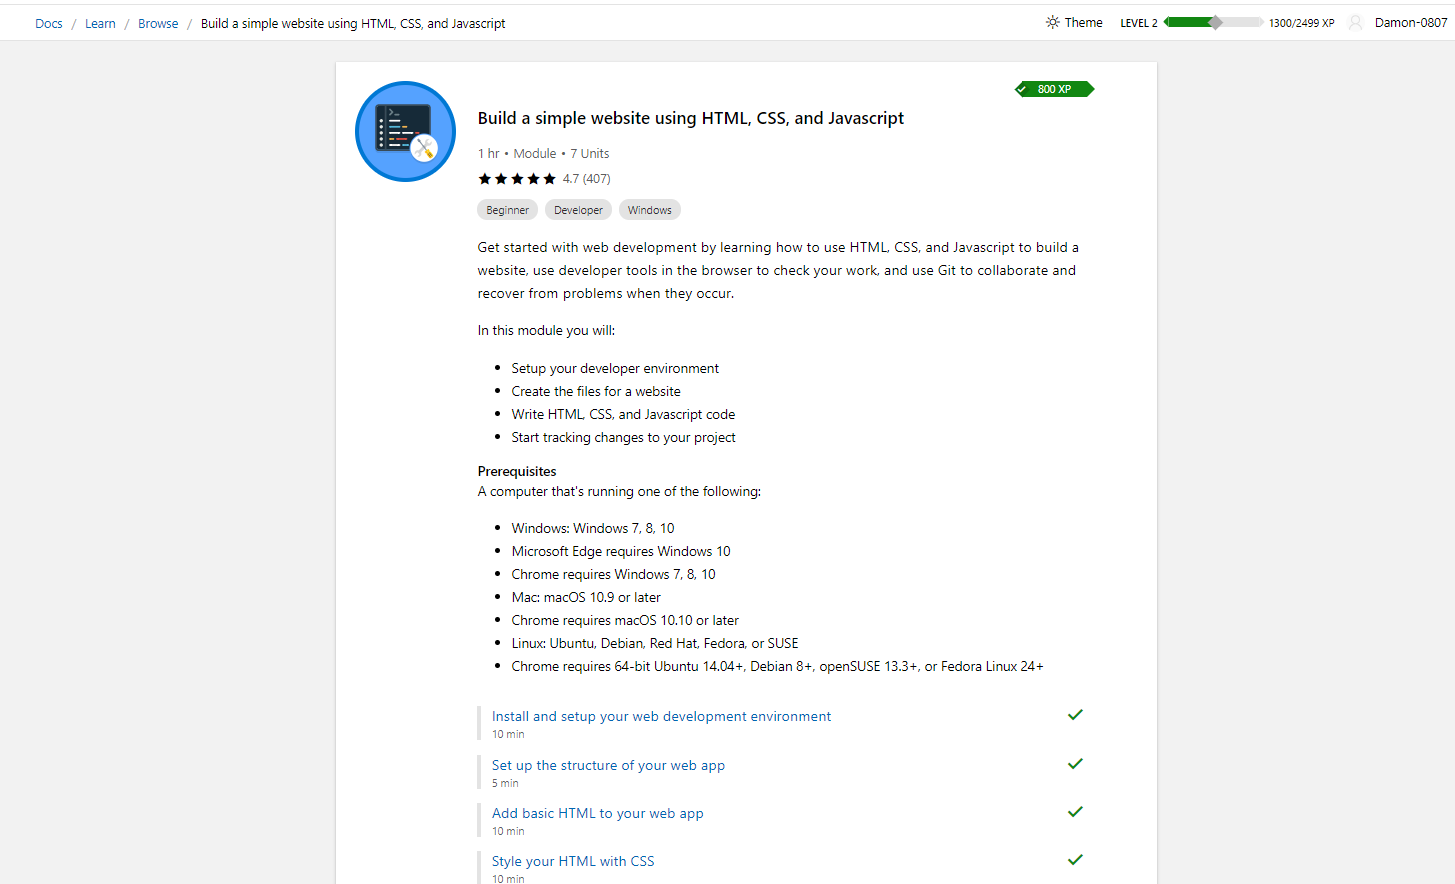 Docs / Learn / Browse / Build a simple website using HTML, CSS, and Javascript
Theme LEVEL 2 1300/2499 XP Damon-0807
800 XP
Build a simple website using HTML, CSS, and Javascript
1 hr • Module • 7 Units
4.7 (407)
Beginner Developer Windows
Get started with web development by learning how to use HTML, CSS, and Javascript to build a
website, use developer tools in the browser to check your work, and use Git to collaborate and
recover from problems when they occur.
In this module you will:
• Setup your developer environment
• Create the files for a website
• Write HTML, CSS, and Javascript code
• Start tracking changes to your project
Prerequisites
A computer that's running one of the following:
• Windows: Windows 7, 8, 10
• Microsoft Edge requires Windows 10
• Chrome requires Windows 7, 8, 10
• Mac: macOS 10.9 or later
• Chrome requires macOS 10.10 or later
• Linux: Ubuntu, Debian, Red Hat, Fedora, or SUSE
• Chrome requires 64-bit Ubuntu 14.04+, Debian 8+, openSUSE 13.3+, or Fedora Linux 24+
Install and setup your web development environment
10 min
Set up the structure of your web app
5 min
Add basic HTML to your web app
10 min
Style your HTML with CSS
10 min